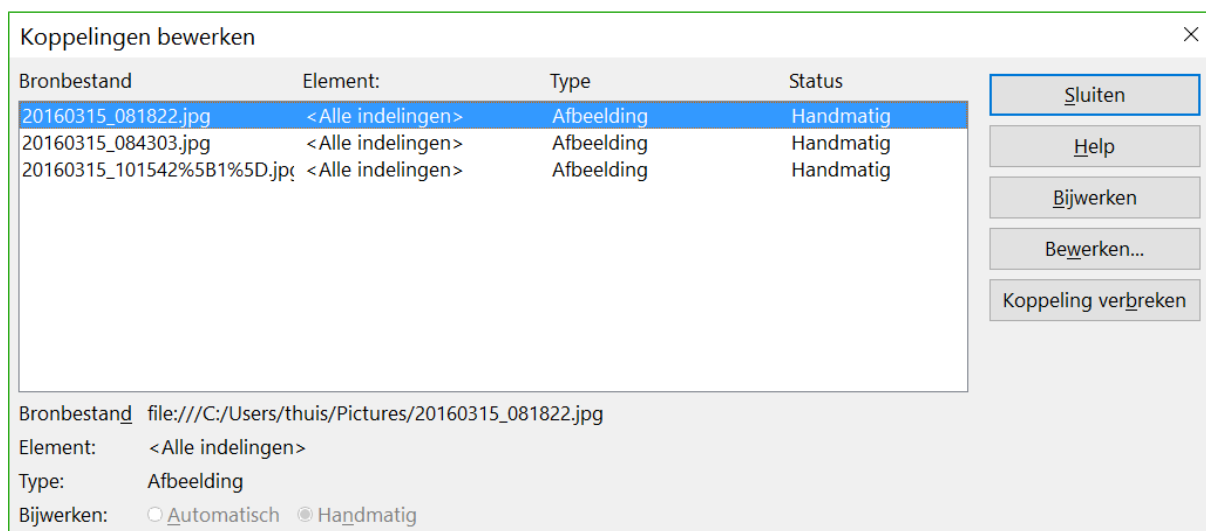 Koppelingen bewerken
Bronbestand Element: Type Status
20160315_081822.jpg <Alle indelingen> Afbeelding Handmatig
20160315_084303.jpg <Alle indelingen> Afbeelding Handmatig
20160315_101542%5B1%5D.jpg <Alle indelingen> Afbeelding Handmatig
Sluiten
Help
Bijwerken
Bewerken...
Koppeling verbreken
Bronbestand file:///C:/Users/thuis/Pictures/20160315_081822.jpg
Element: <Alle indelingen>
Type: Afbeelding
Bijwerken: Automatisch Handmatig